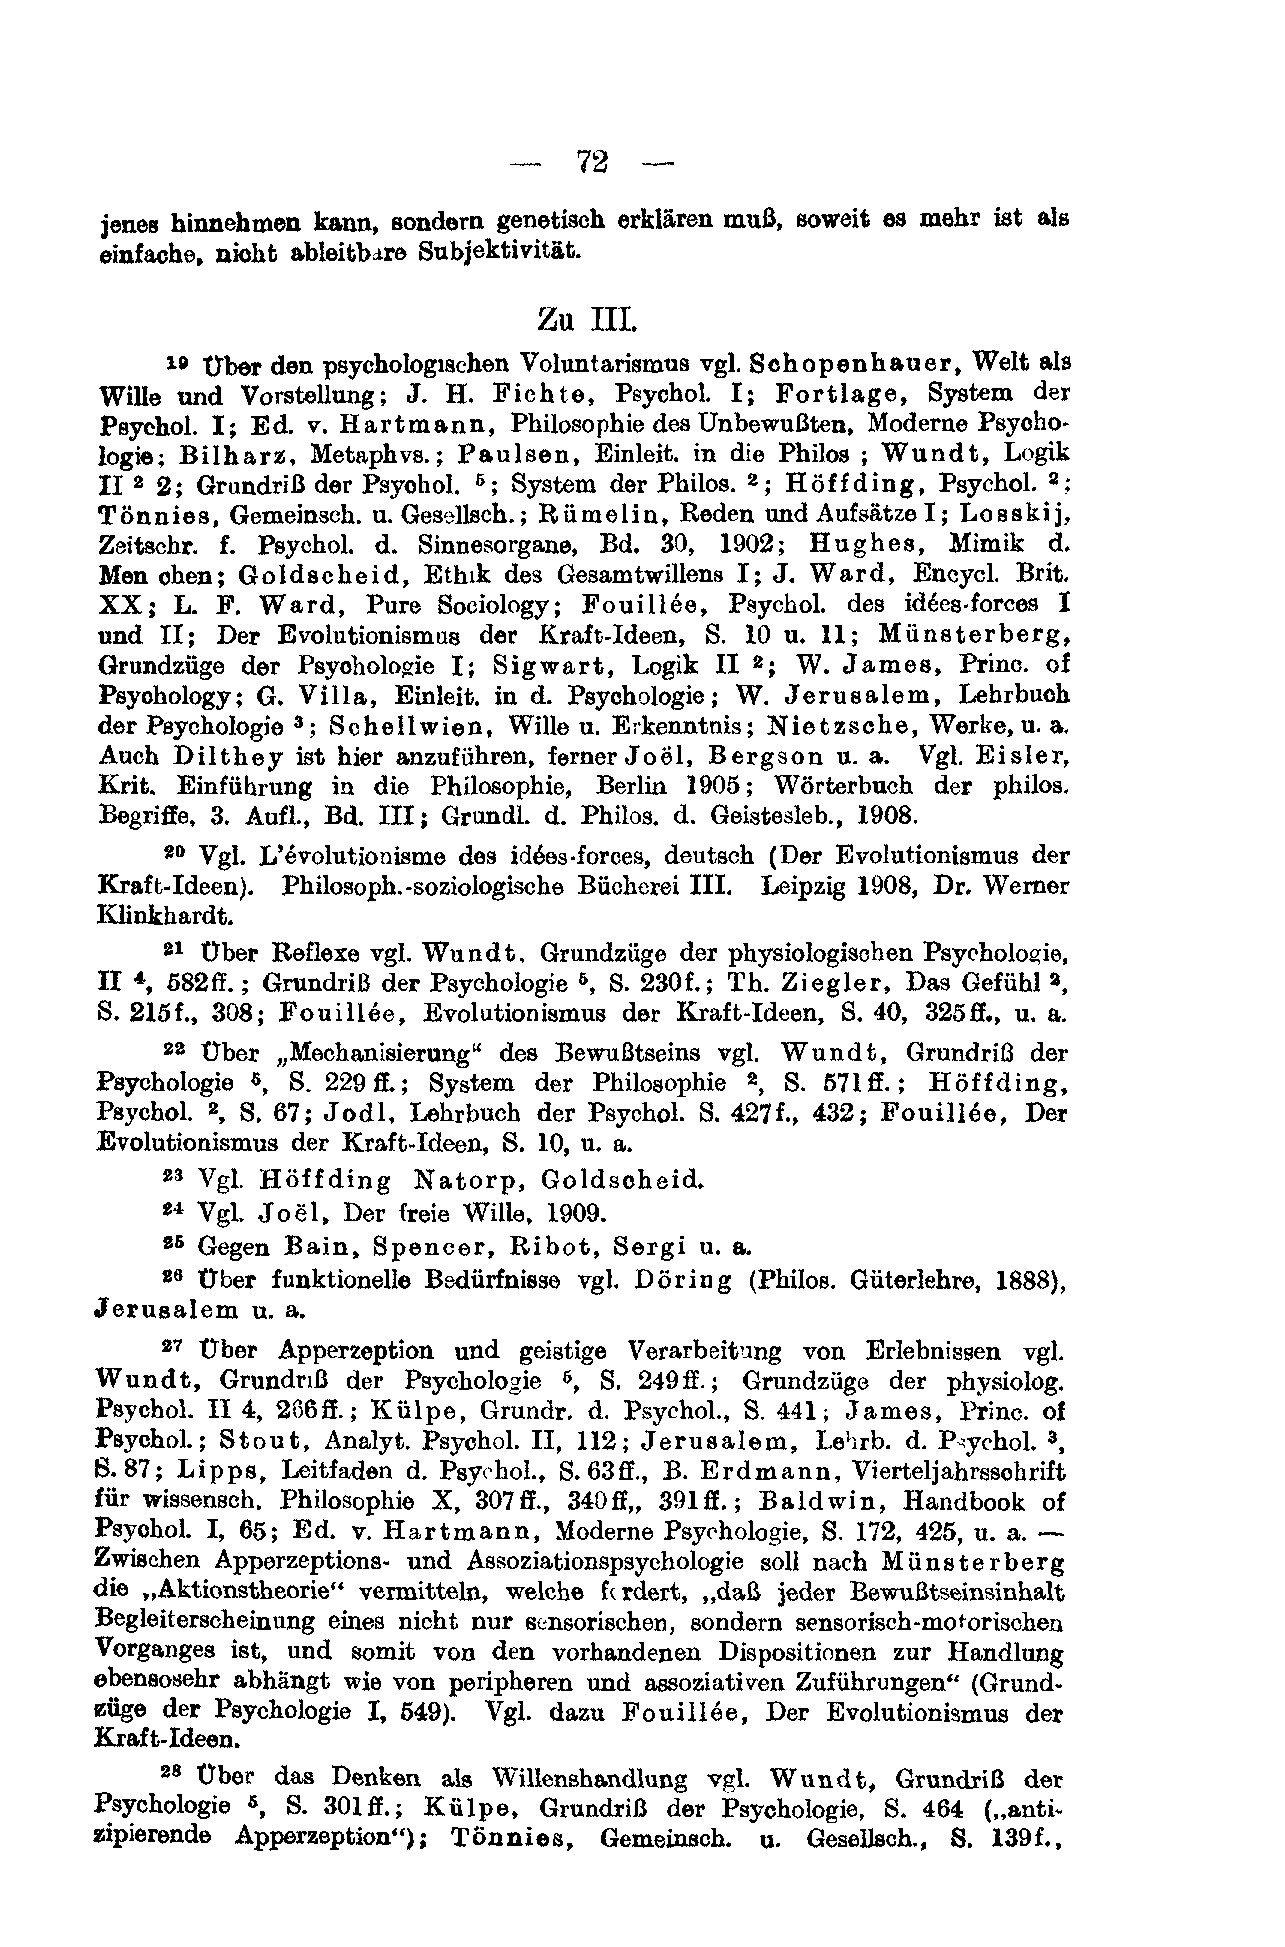 — 72 —
jenes hinnehmen kann, sondern genetisch erklären muß, soweit es mehr ist als
einfache, nicht ableitbare Subjektivität.
Zu III.
¹⁹ Über den psychologischen Voluntarismus vgl. Schopenhauer, Welt als
Wille und Vorstellung; J. H. Fichte, Psychol. I; Fortlage, System der
Psychol. I; Ed. v. Hartmann, Philosophie des Unbewußten, Moderne Psycho-
logie; Bilharz, Metaphys.; Paulsen, Einleit. in die Philos ; Wundt, Logik
II ² 2; Grundriß der Psychol. ⁵; System der Philos. ²; Höffding, Psychol. ²;
Tönnies, Gemeinsch. u. Gesellsch.; Rümelin, Reden und Aufsätze I; Losskij,
Zeitschr. f. Psychol. d. Sinnesorgane, Bd. 30, 1902; Hughes, Mimik d.
Men chen; Goldscheid, Ethik des Gesamtwillens I; J. Ward, Encycl. Brit.
XX; L. F. Ward, Pure Sociology; Fouillée, Psychol. des idées-forces I
und II; Der Evolutionismus der Kraft-Ideen, S. 10 u. 11; Münsterberg,
Grundzüge der Psychologie I; Sigwart, Logik II ²; W. James, Princ. of
Psychology; G. Villa, Einleit. in d. Psychologie; W. Jerusalem, Lehrbuch
der Psychologie ³; Schellwien, Wille u. Erkenntnis; Nietzsche, Werke, u. a.
Auch Dilthey ist hier anzuführen, ferner Joël, Bergson u. a. Vgl. Eisler,
Krit. Einführung in die Philosophie, Berlin 1905; Wörterbuch der philos.
Begriffe, 3. Aufl., Bd. III; Grundl. d. Philos. d. Geistesleb., 1908.
²⁰ Vgl. L'évolutionisme des idées-forces, deutsch (Der Evolutionismus der
Kraft-Ideen). Philosoph.-soziologische Bücherei III. Leipzig 1908, Dr. Werner
Klinkhardt.
²¹ Über Reflexe vgl. Wundt, Grundzüge der physiologischen Psychologie,
II ⁴, 582ff.; Grundriß der Psychologie ⁵, S. 230f.; Th. Ziegler, Das Gefühl ²,
S. 215f., 308; Fouillée, Evolutionismus der Kraft-Ideen, S. 40, 325ff., u. a.
²² Über „Mechanisierung“ des Bewußtseins vgl. Wundt, Grundriß der
Psychologie ⁵, S. 229ff.; System der Philosophie ², S. 571ff.; Höffding,
Psychol. ², S. 67; Jodl, Lehrbuch der Psychol. S. 427f., 432; Fouillée, Der
Evolutionismus der Kraft-Ideen, S. 10, u. a.
²³ Vgl. Höffding Natorp, Goldscheid.
²⁴ Vgl. Joël, Der freie Wille, 1909.
²⁵ Gegen Bain, Spencer, Ribot, Sergi u. a.
²⁶ Über funktionelle Bedürfnisse vgl. Döring (Philos. Güterlehre, 1888),
Jerusalem u. a.
²⁷ Über Apperzeption und geistige Verarbeitung von Erlebnissen vgl.
Wundt, Grundriß der Psychologie ⁵, S. 249ff.; Grundzüge der physiolog.
Psychol. II 4, 266ff.; Külpe, Grundr. d. Psychol., S. 441; James, Princ. of
Psychol.; Stout, Analyt. Psychol. II, 112; Jerusalem, Lehrb. d. Psychol. ³,
S. 87; Lipps, Leitfaden d. Psychol., S. 63ff., B. Erdmann, Vierteljahrsschrift
für wissensch. Philosophie X, 307ff., 340ff,, 391ff.; Baldwin, Handbook of
Psychol. I, 65; Ed. v. Hartmann, Moderne Psychologie, S. 172, 425, u. a. —
Zwischen Apperzeptions- und Assoziationspsychologie soll nach Münsterberg
die „Aktionstheorie“ vermitteln, welche fordert, „daß jeder Bewußtseinsinhalt
Begleiterscheinung eines nicht nur sensorischen, sondern sensorisch-motorischen
Vorganges ist, und somit von den vorhandenen Dispositionen zur Handlung
ebensosehr abhängt wie von peripheren und assoziativen Zuführungen“ (Grund-
züge der Psychologie I, 549). Vgl. dazu Fouillée, Der Evolutionismus der
Kraft-Ideen.
²⁸ Über das Denken als Willenshandlung vgl. Wundt, Grundriß der
Psychologie ⁵, S. 301ff.; Külpe, Grundriß der Psychologie, S. 464 („anti-
zipierende Apperzeption“); Tönnies, Gemeinsch. u. Gesellsch., S. 139f.,